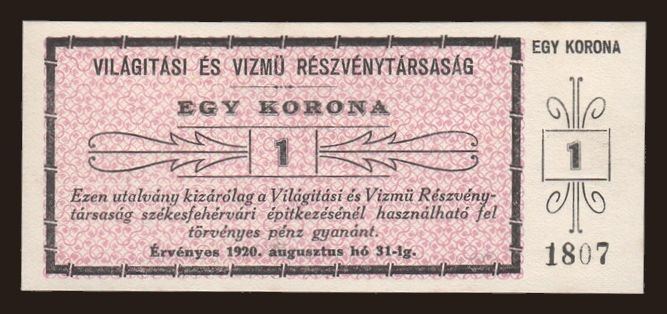 VILÁGITÁSI ÉS VIZMÜ RÉSZVÉNYTÁRSASÁG
EGY KORONA
1
Ezen utalvány kizárólag a Világitási és Vizmü Részvény-
társaság székesfehérvári épitkezésénél használható fel
törvényes pénz gyanánt.
Érvényes 1920. augusztus hó 31-ig.
EGY KORONA
1
1807